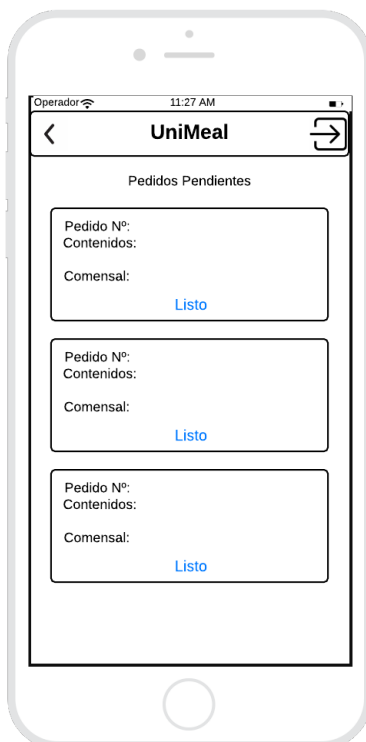 Operador 11:27 AM
UniMeal
Pedidos Pendientes
Pedido Nº:
Contenidos:
Comensal:
Listo
Pedido Nº:
Contenidos:
Comensal:
Listo
Pedido Nº:
Contenidos:
Comensal:
Listo